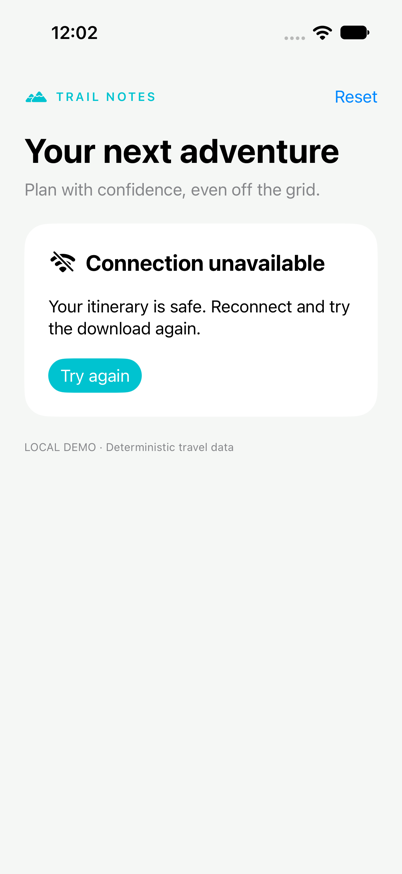 12:02
TRAIL NOTES
Reset
Your next adventure
Plan with confidence, even off the grid.
Connection unavailable
Your itinerary is safe. Reconnect and try
the download again.
Try again
LOCAL DEMO · Deterministic travel data